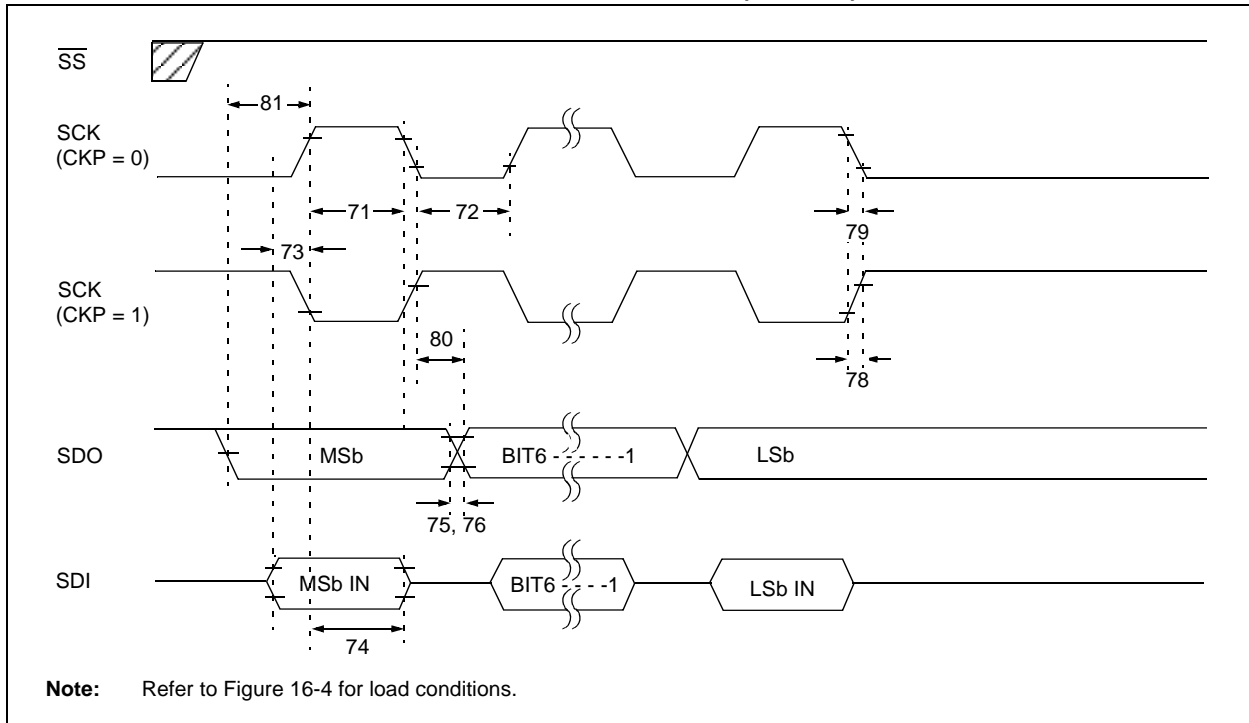 SS
81
SCK
(CKP = 0)
71
72
73
79
SCK
(CKP = 1)
80
78
SDO
MSb
BIT6 - - - - - -1
LSb
75, 76
SDI
MSb IN
BIT6 - - - -1
LSb IN
74
Note: Refer to Figure 16-4 for load conditions.